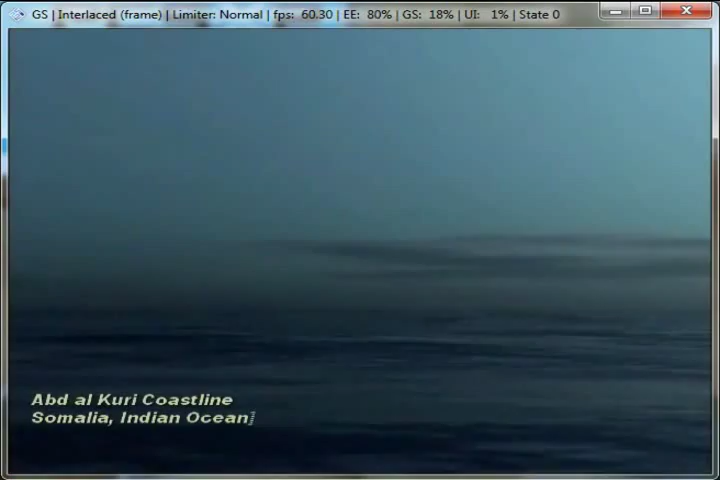 GS | Interlaced (frame) | Limiter: Normal | fps: 60.30 | EE: 80% | GS: 18% | UI: 1% | State 0
Abd al Kuri Coastline
Somalia, Indian Ocean